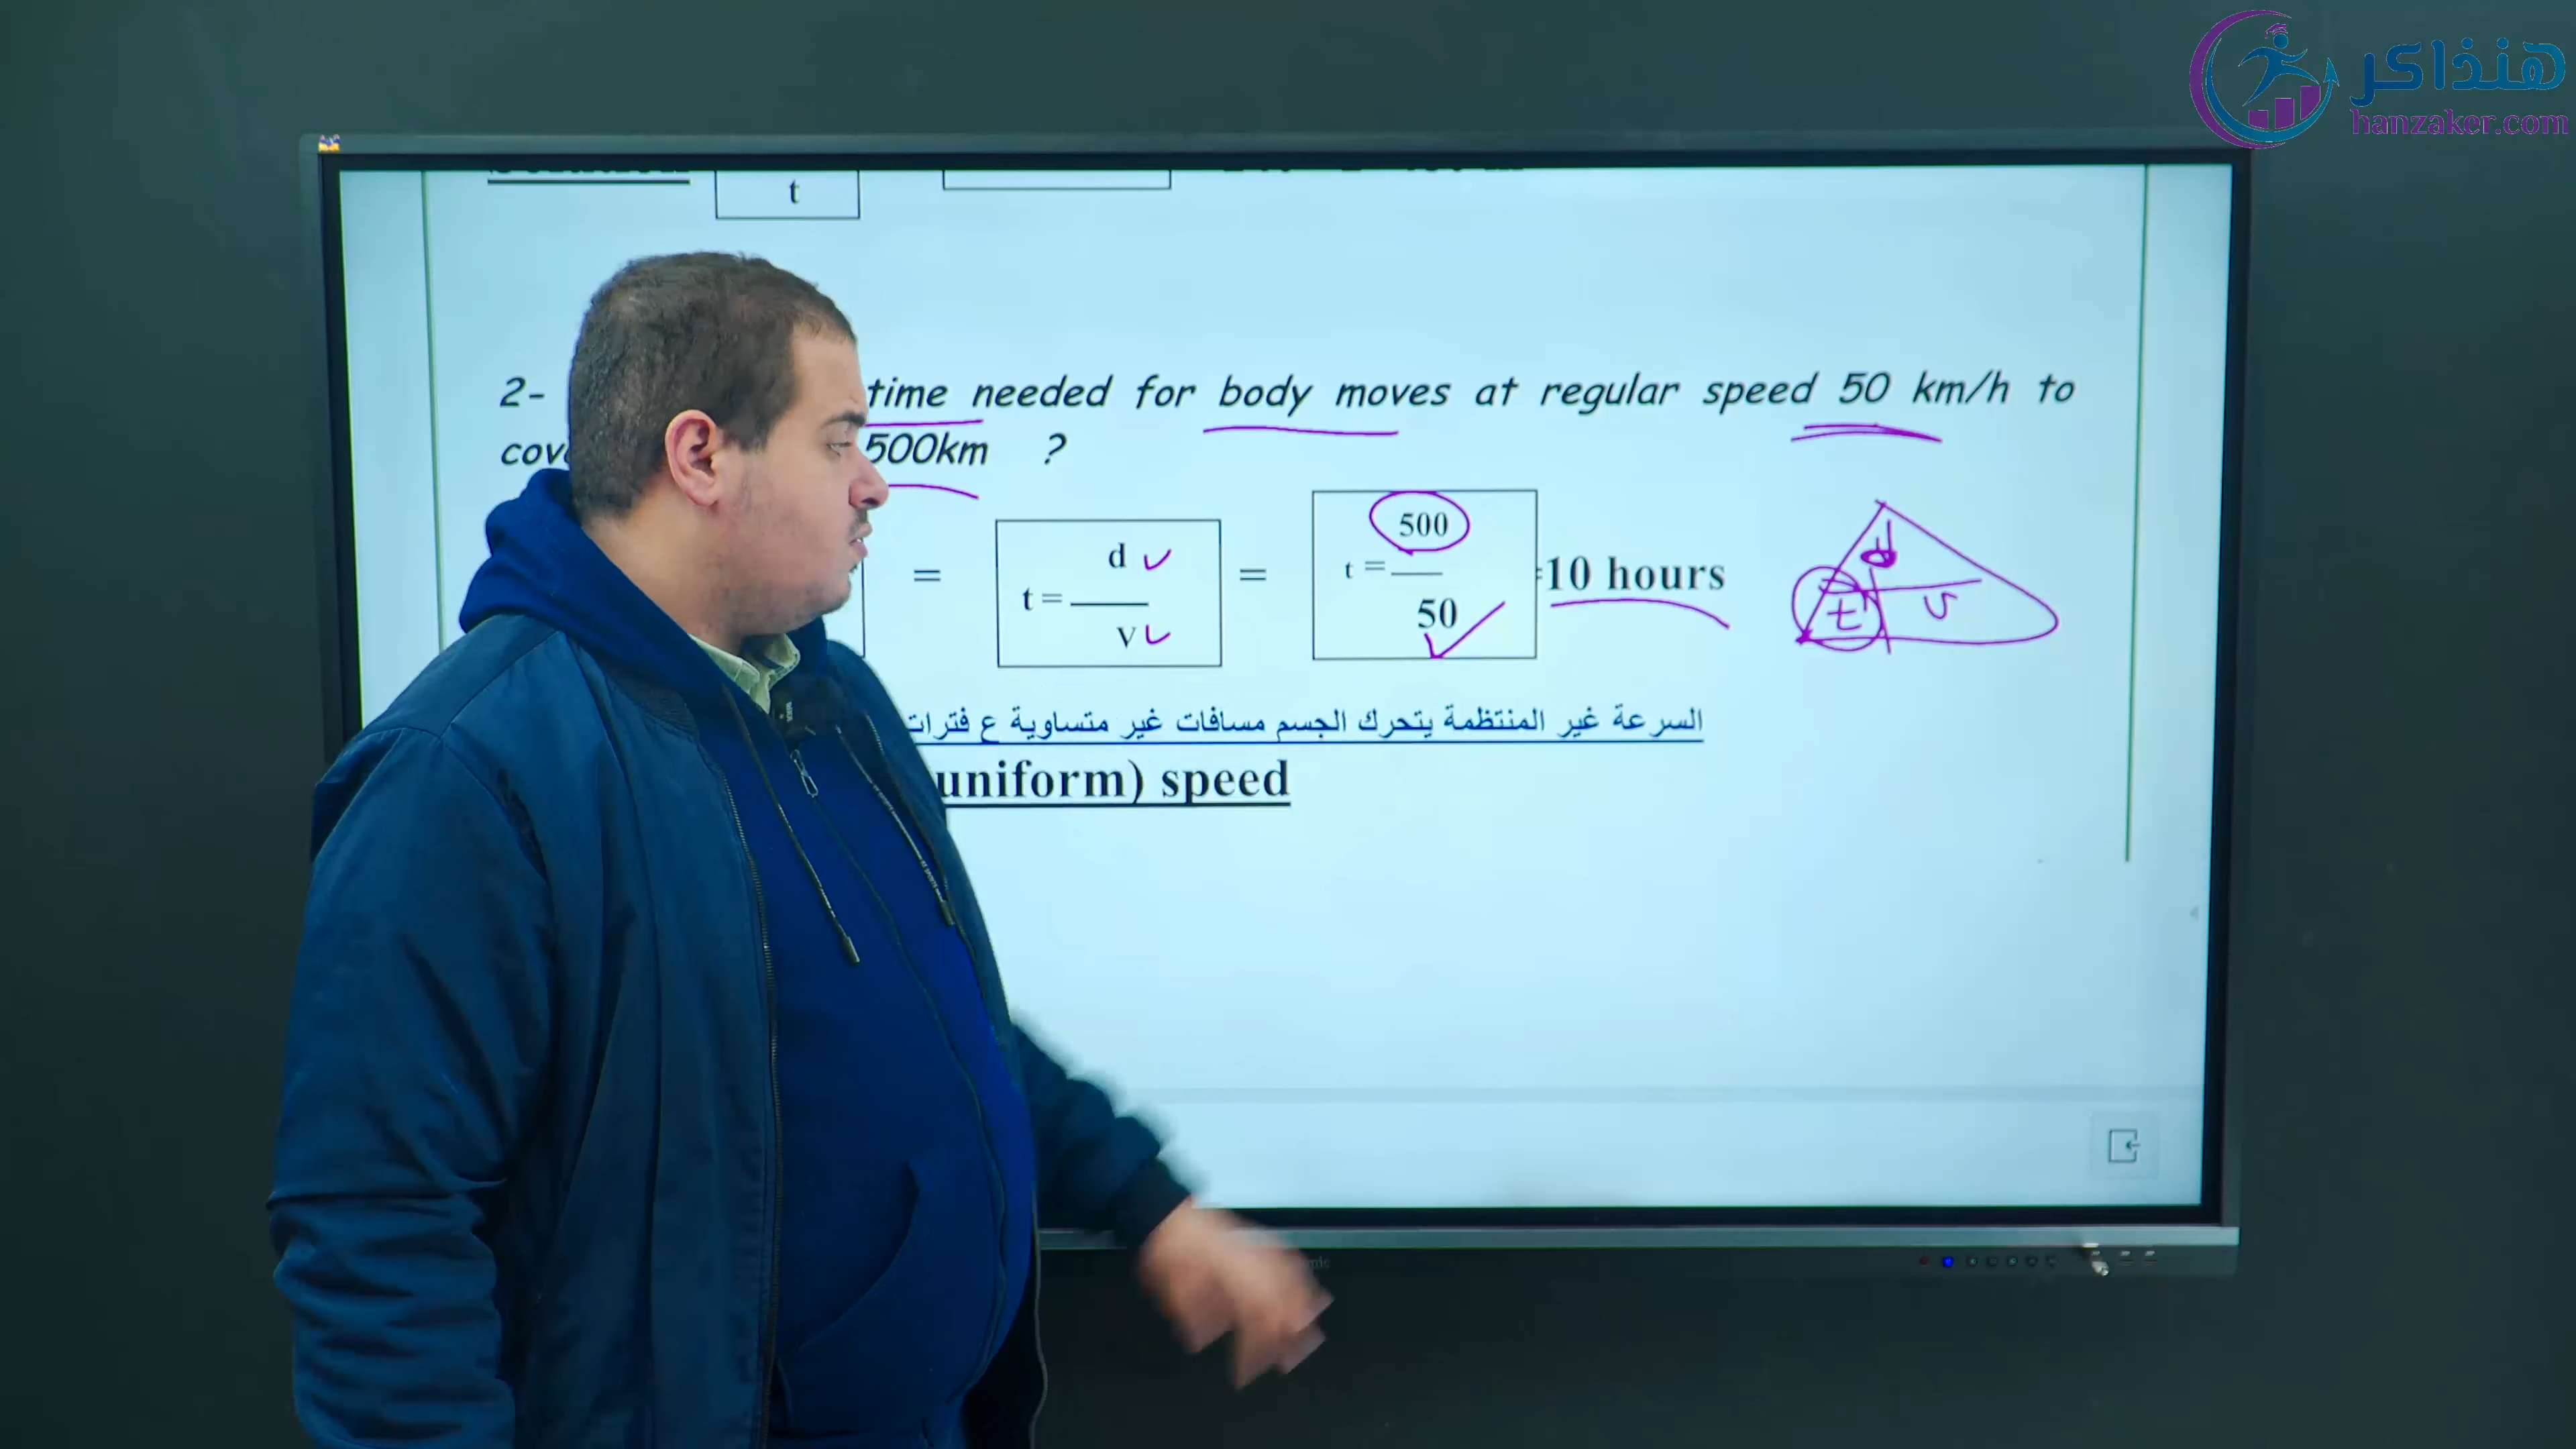 هنذاكر
hanzaker.com
t
2- time needed for body moves at regular speed 50 km/h to
500km ?
= t = d / V = t = 500 / 50 =10 hours
d
t v
السرعة غير المنتظمة يتحرك الجسم مسافات غير متساوية ع فترات
uniform) speed